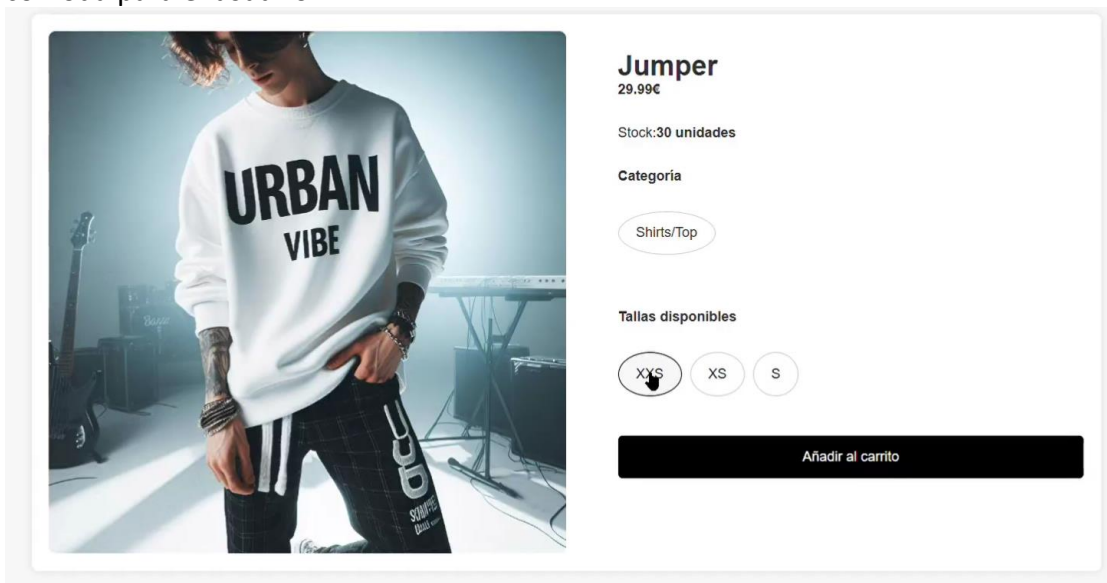 URBAN
VIBE
Jumper
29.99€
Stock:30 unidades
Categoría
Shirts/Top
Tallas disponibles
XXS
XS
S
Añadir al carrito